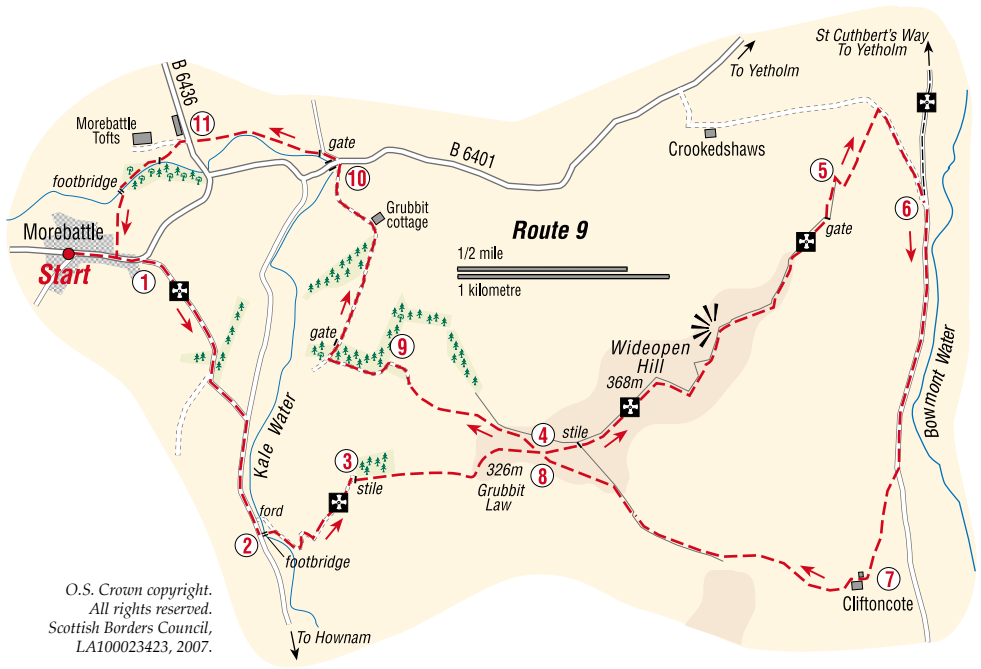 St Cuthbert's Way
To Yetholm
To Yetholm
B 6436
Morebattle
Tofts
11
gate
B 6401
Crookedshaws
5
footbridge
10
6
Grubbit
cottage
gate
Morebattle
Route 9
Start
1/2 mile
1
1 kilometre
gate
9
Wideopen
Hill
368m
Bowmont Water
Kale Water
4
stile
3
stile
326m
Grubbit
Law
8
ford
2
footbridge
7
Cliftoncote
O.S. Crown copyright.
All rights reserved.
Scottish Borders Council,
LA100023423, 2007.
To Hownam